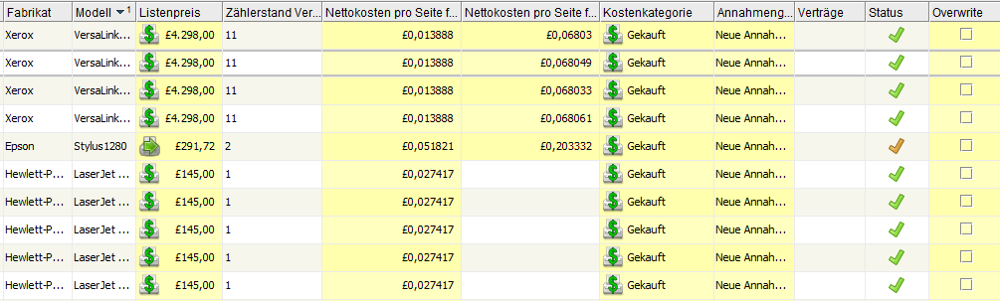 Fabrikat Modell 1 Listenpreis Zählerstand Ver... Nettokosten pro Seite f... Nettokosten pro Seite f... Kostenkategorie Annahmeng... Verträge Status Overwrite
Xerox VersaLink... £4.298,00 11 £0,013888 £0,06803 Gekauft Neue Annah...
Xerox VersaLink... £4.298,00 11 £0,013888 £0,068049 Gekauft Neue Annah...
Xerox VersaLink... £4.298,00 11 £0,013888 £0,068033 Gekauft Neue Annah...
Xerox VersaLink... £4.298,00 11 £0,013888 £0,068061 Gekauft Neue Annah...
Epson Stylus1280 £291,72 2 £0,051821 £0,203332 Gekauft Neue Annah...
Hewlett-P... LaserJet ... £145,00 1 £0,027417 Gekauft Neue Annah...
Hewlett-P... LaserJet ... £145,00 1 £0,027417 Gekauft Neue Annah...
Hewlett-P... LaserJet ... £145,00 1 £0,027417 Gekauft Neue Annah...
Hewlett-P... LaserJet ... £145,00 1 £0,027417 Gekauft Neue Annah...
Hewlett-P... LaserJet ... £145,00 1 £0,027417 Gekauft Neue Annah...